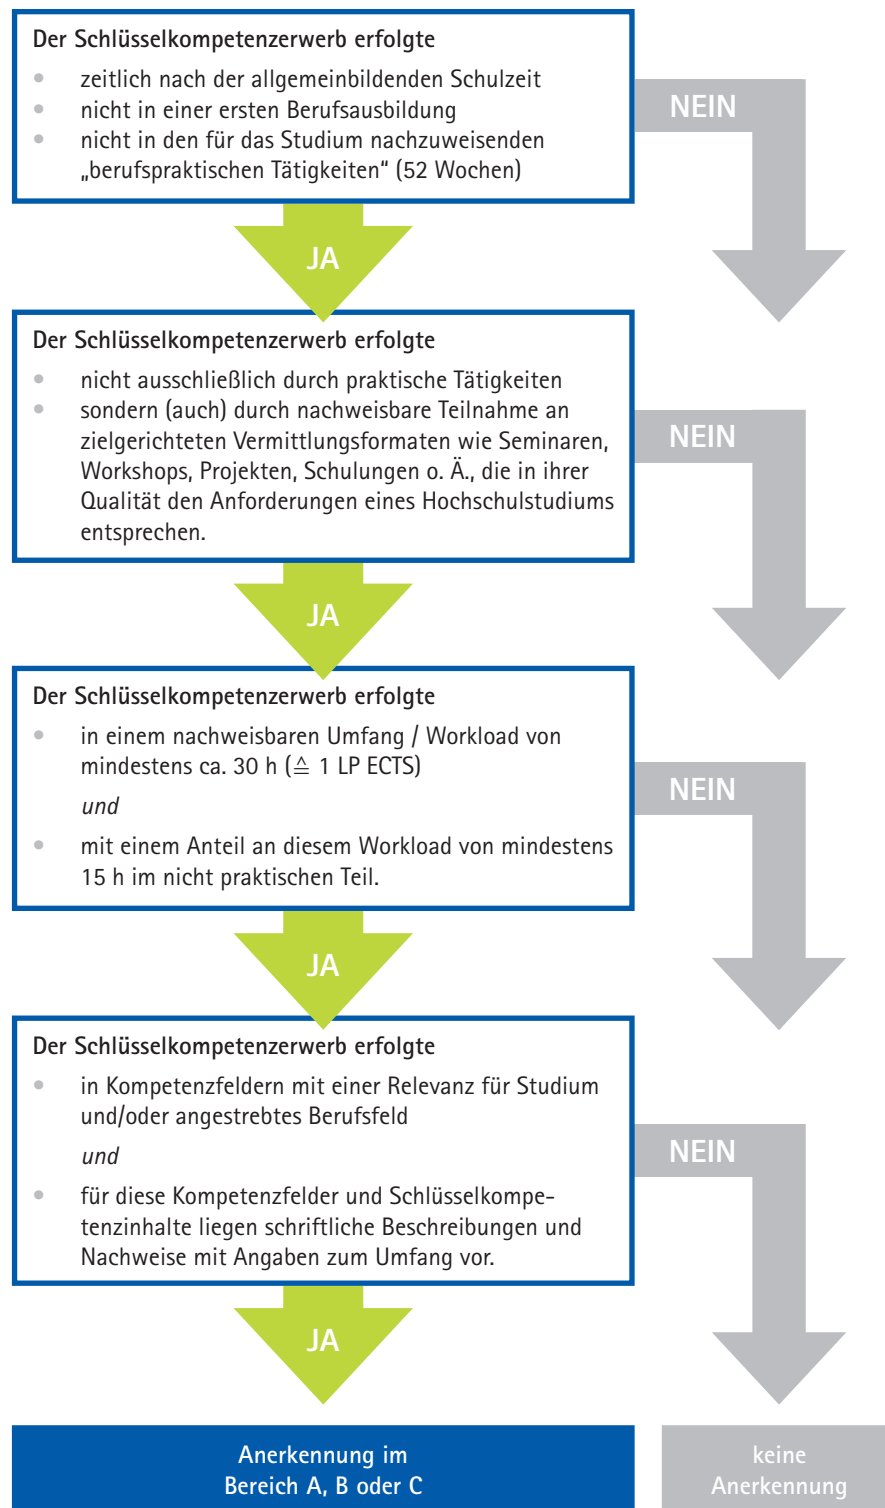 Der Schlüsselkompetenzerwerb erfolgte
• zeitlich nach der allgemeinbildenden Schulzeit
• nicht in einer ersten Berufsausbildung
• nicht in den für das Studium nachzuweisenden
„berufspraktischen Tätigkeiten“ (52 Wochen)
NEIN
JA
Der Schlüsselkompetenzerwerb erfolgte
• nicht ausschließlich durch praktische Tätigkeiten
• sondern (auch) durch nachweisbare Teilnahme an
zielgerichteten Vermittlungsformaten wie Seminaren,
Workshops, Projekten, Schulungen o. Ä., die in ihrer
Qualität den Anforderungen eines Hochschulstudiums
entsprechen.
NEIN
JA
Der Schlüsselkompetenzerwerb erfolgte
• in einem nachweisbaren Umfang / Workload von
mindestens ca. 30 h (≙ 1 LP ECTS)
und
• mit einem Anteil an diesem Workload von mindestens
15 h im nicht praktischen Teil.
NEIN
JA
Der Schlüsselkompetenzerwerb erfolgte
• in Kompetenzfeldern mit einer Relevanz für Studium
und/oder angestrebtes Berufsfeld
und
• für diese Kompetenzfelder und Schlüsselkompe-
tenzinhalte liegen schriftliche Beschreibungen und
Nachweise mit Angaben zum Umfang vor.
NEIN
JA
Anerkennung im
Bereich A, B oder C
keine
Anerkennung